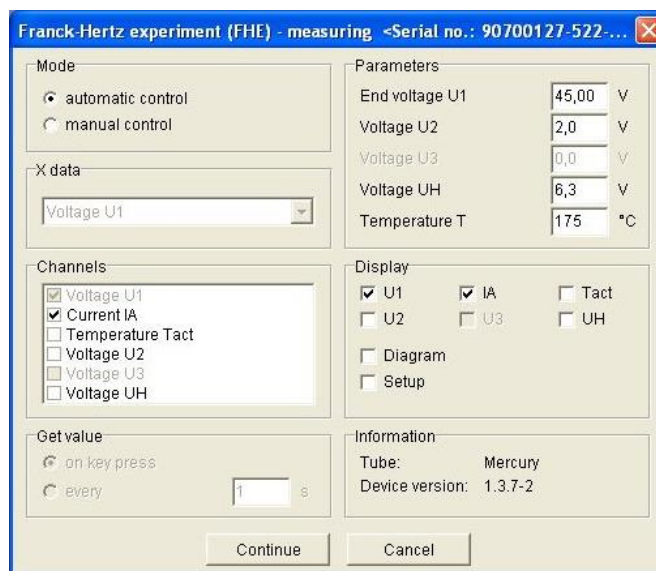 Franck-Hertz experiment (FHE) - measuring <Serial no.: 90700127-522-...
Mode
automatic control
manual control
X data
Voltage U1
Channels
Voltage U1
Current IA
Temperature Tact
Voltage U2
Voltage U3
Voltage UH
Get value
on key press
every 1 s
Parameters
End voltage U1 45,00 V
Voltage U2 2,0 V
Voltage U3 0,0 V
Voltage UH 6,3 V
Temperature T 175 °C
Display
U1 IA Tact
U2 U3 UH
Diagram
Setup
Information
Tube: Mercury
Device version: 1.3.7-2
Continue Cancel